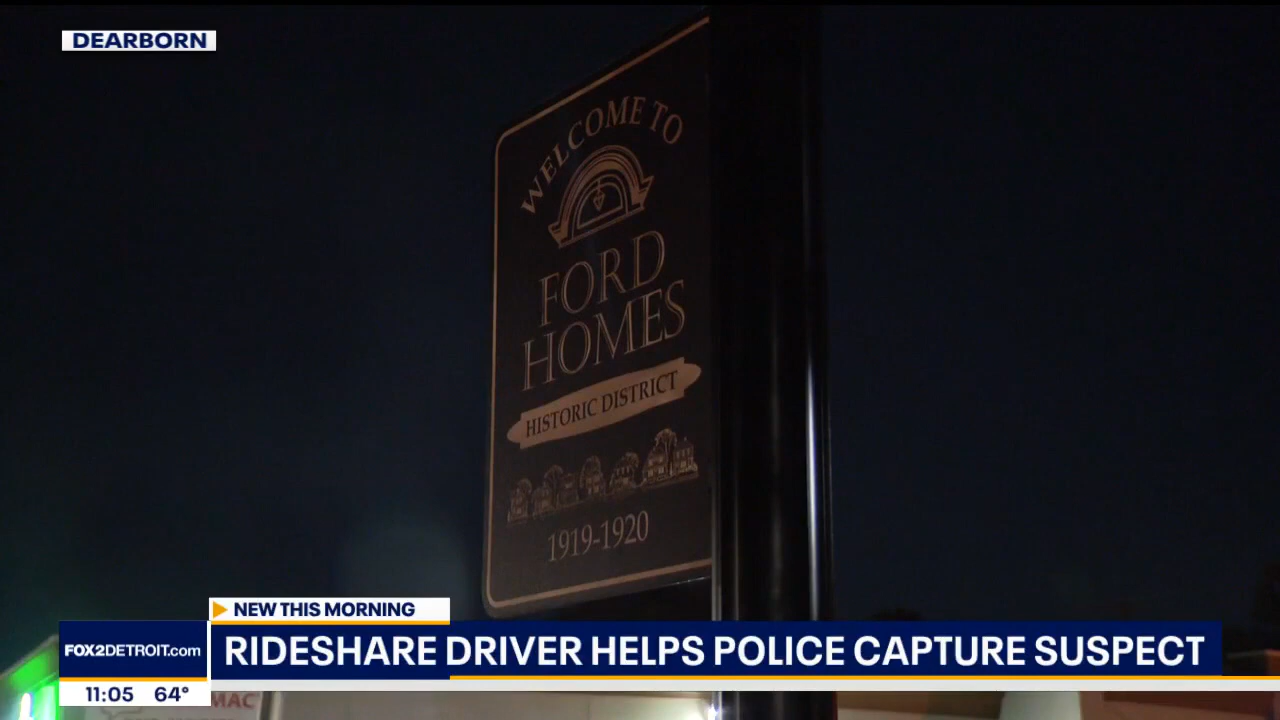 DEARBORN
WELCOME TO
FORD
HOMES
HISTORIC DISTRICT
1919-1920
NEW THIS MORNING
FOX2DETROIT.com
RIDESHARE DRIVER HELPS POLICE CAPTURE SUSPECT
11:05 64°
MAC